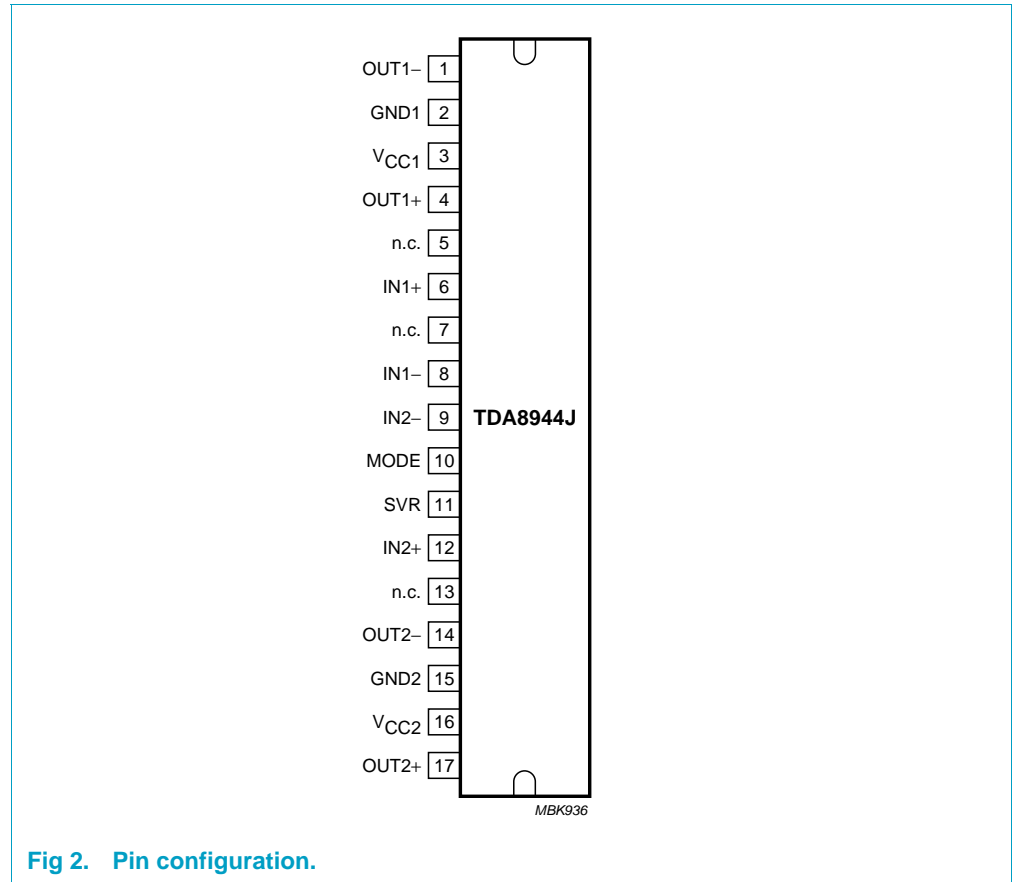 OUT1− 1
GND1 2
VCC1 3
OUT1+ 4
n.c. 5
IN1+ 6
n.c. 7
IN1− 8
IN2− 9 TDA8944J
MODE 10
SVR 11
IN2+ 12
n.c. 13
OUT2− 14
GND2 15
VCC2 16
OUT2+ 17
MBK936
Fig 2. Pin configuration.